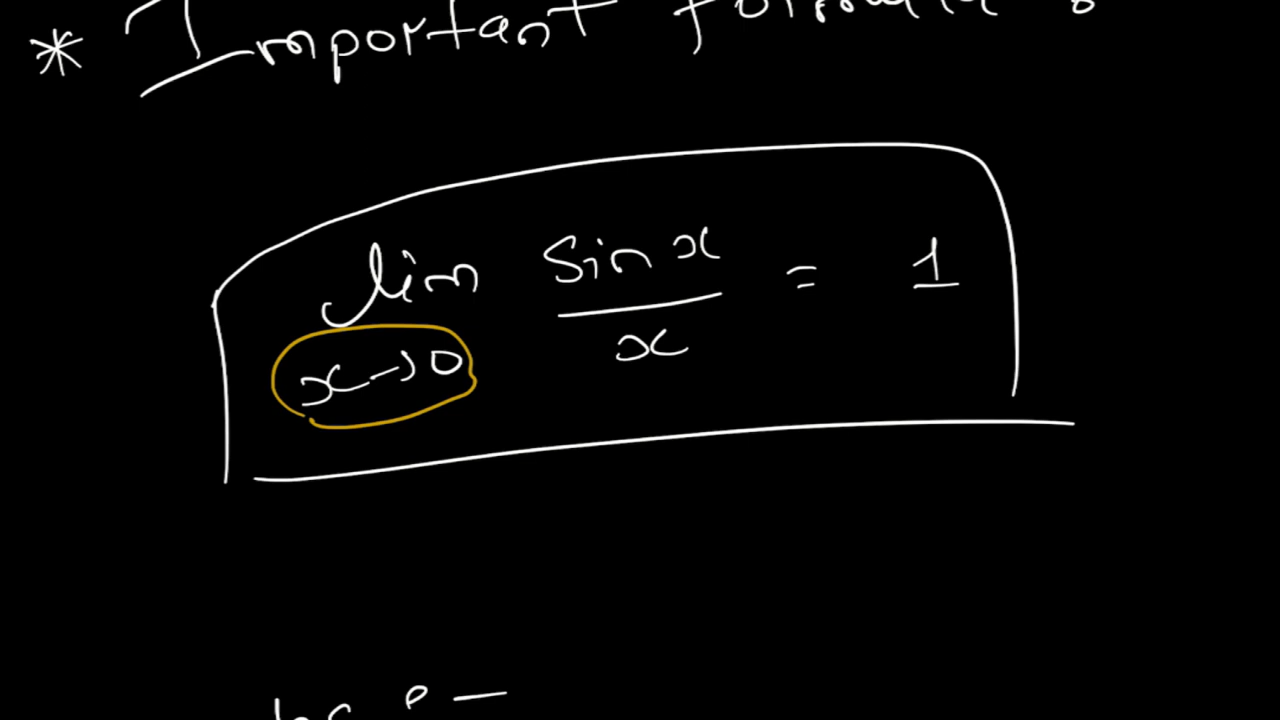 * Important formula :
lim sin x / x = 1
x→0